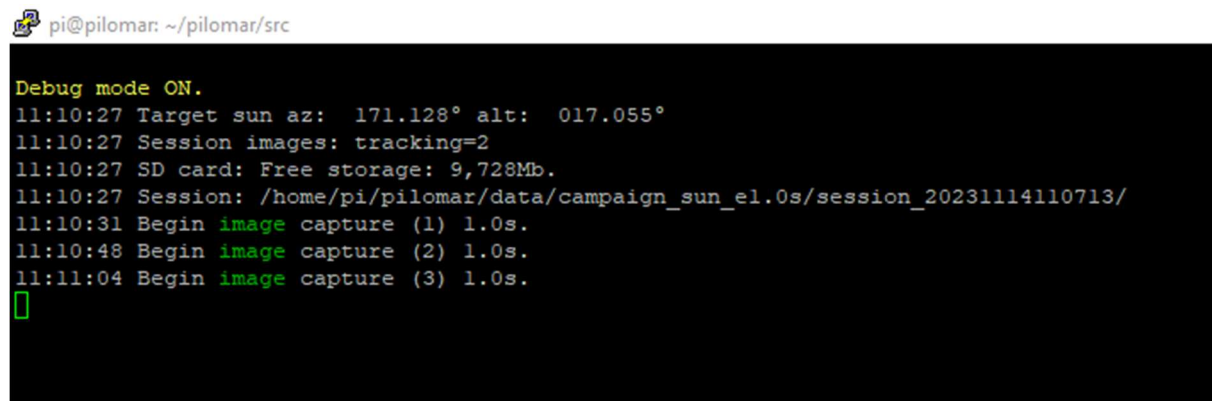 pi@pilomar: ~/pilomar/src
Debug mode ON.
11:10:27 Target sun az:  171.128° alt:  017.055°
11:10:27 Session images: tracking=2
11:10:27 SD card: Free storage: 9,728Mb.
11:10:27 Session: /home/pi/pilomar/data/campaign_sun_e1.0s/session_20231114110713/
11:10:31 Begin image capture (1) 1.0s.
11:10:48 Begin image capture (2) 1.0s.
11:11:04 Begin image capture (3) 1.0s.